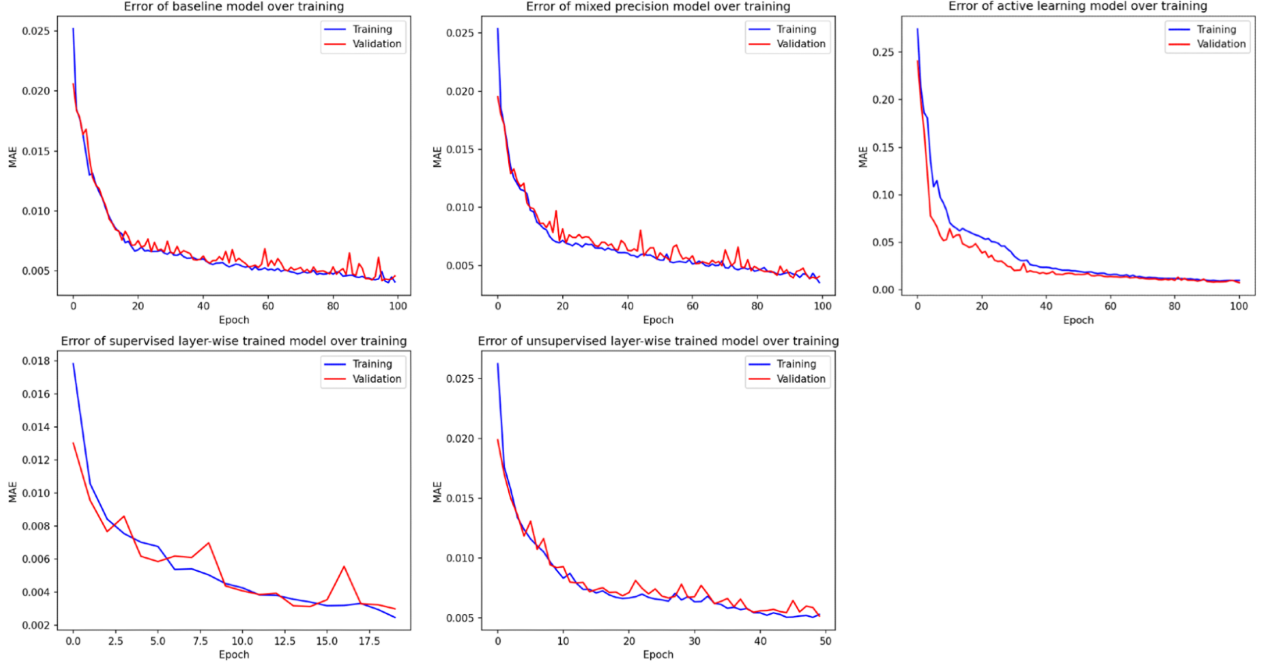 Error of baseline model over training
Training
Validation
0.025
0.020
0.015
0.010
0.005
MAE
0
20
40
60
80
100
Epoch
Error of mixed precision model over training
Training
Validation
0.025
0.020
0.015
0.010
0.005
MAE
0
20
40
60
80
100
Epoch
Error of active learning model over training
Training
Validation
0.25
0.20
0.15
0.10
0.05
0.00
MAE
0
20
40
60
80
100
Epoch
Error of supervised layer-wise trained model over training
Training
Validation
0.018
0.016
0.014
0.012
0.010
0.008
0.006
0.004
0.002
MAE
0.0
2.5
5.0
7.5
10.0
12.5
15.0
17.5
Epoch
Error of unsupervised layer-wise trained model over training
Training
Validation
0.025
0.020
0.015
0.010
0.005
MAE
0
10
20
30
40
50
Epoch